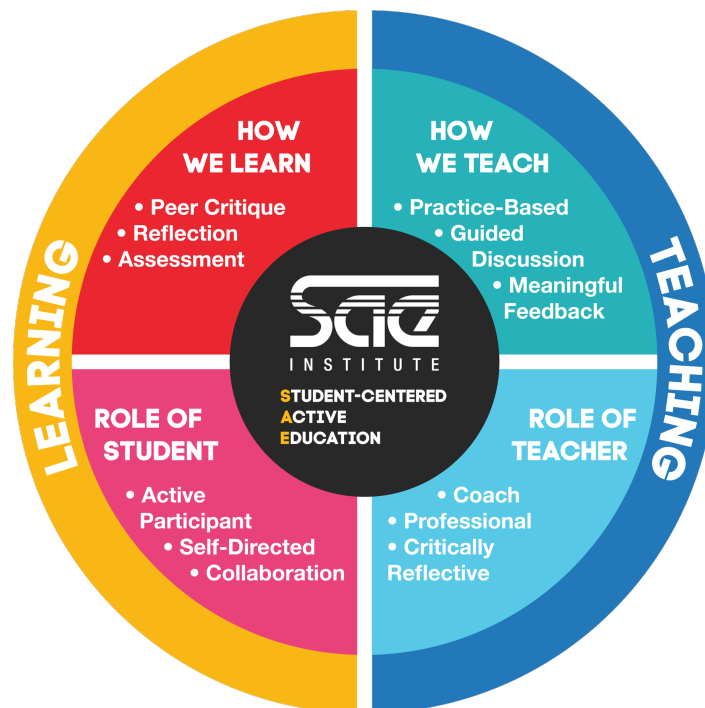 LEARNING
HOW
WE LEARN
• Peer Critique
• Reflection
• Assessment
HOW
WE TEACH
• Practice-Based
• Guided
Discussion
• Meaningful
Feedback
TEACHING
sae
INSTITUTE
STUDENT-CENTERED
ACTIVE
EDUCATION
ROLE OF
STUDENT
• Active
Participant
• Self-Directed
• Collaboration
ROLE OF
TEACHER
• Coach
• Professional
• Critically
Reflective